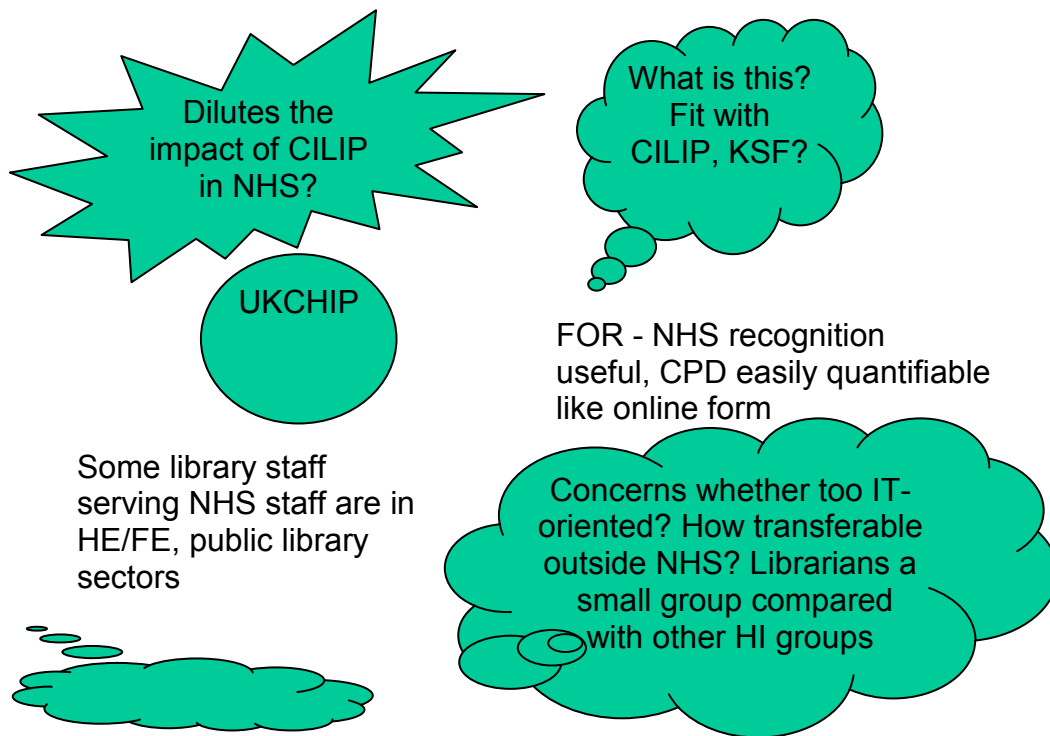 Dilutes the
impact of CILIP
in NHS?
What is this?
Fit with
CILIP, KSF?
UKCHIP
FOR - NHS recognition
useful, CPD easily quantifiable
like online form
Some library staff
serving NHS staff are in
HE/FE, public library
sectors
Concerns whether too IT-
oriented? How transferable
outside NHS? Librarians a
small group compared
with other HI groups